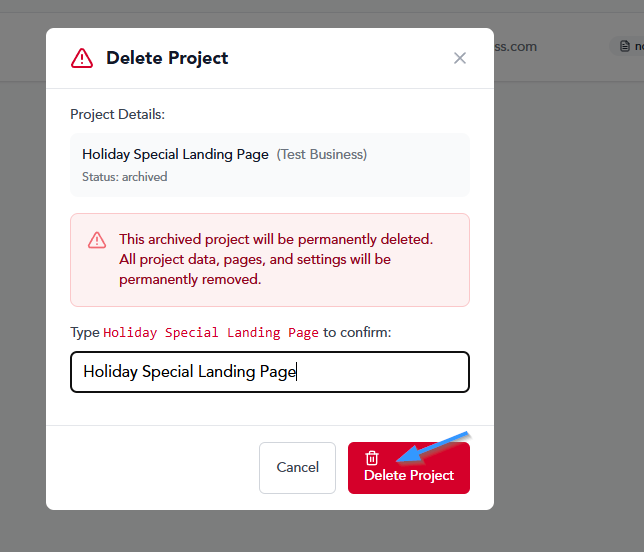 Delete Project
ss.com
no
Project Details:
Holiday Special Landing Page (Test Business)
Status: archived
This archived project will be permanently deleted.
All project data, pages, and settings will be
permanently removed.
Type Holiday Special Landing Page to confirm:
Holiday Special Landing Page
Cancel
Delete Project